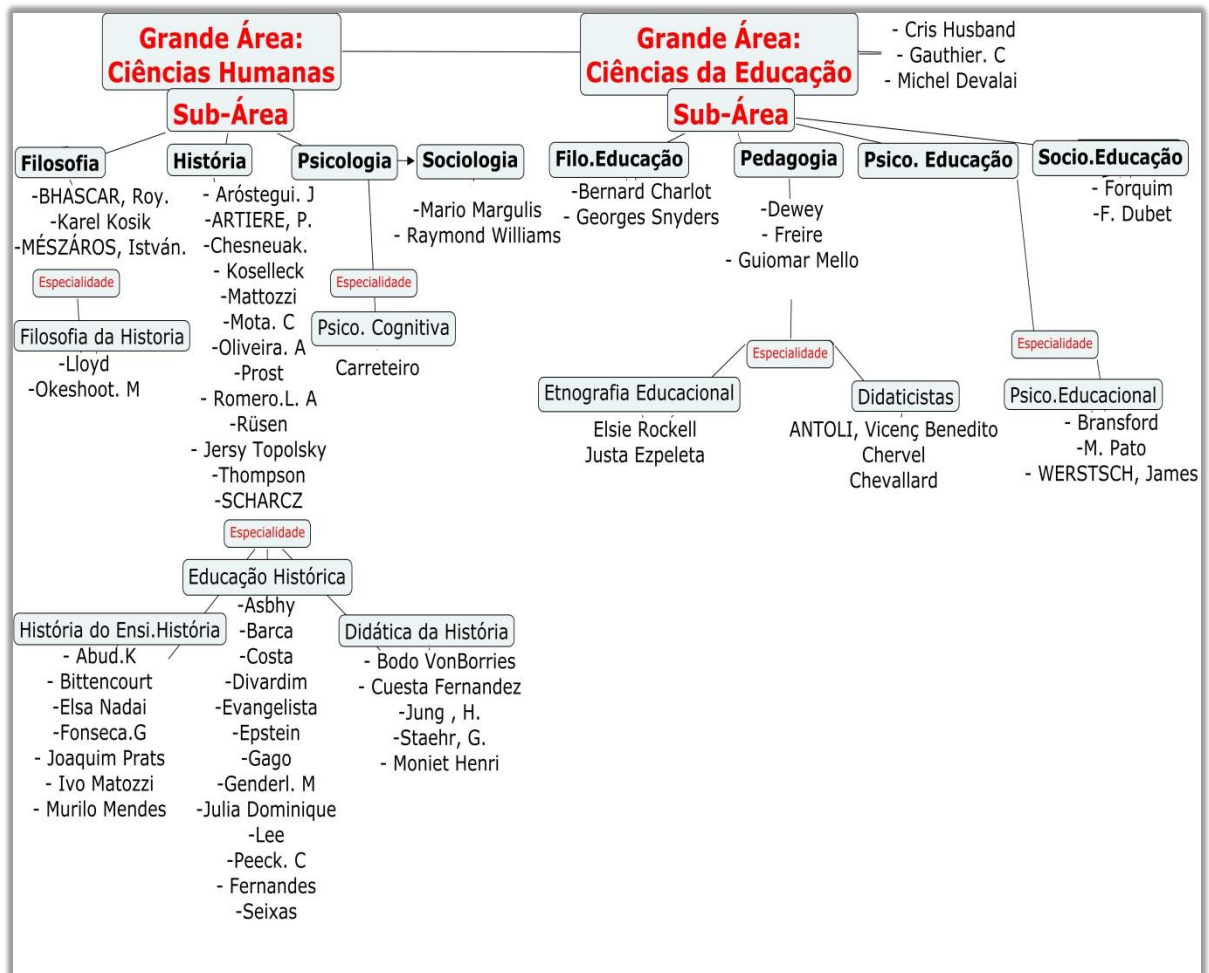 Grande Área:
Ciências Humanas
Grande Área:
Ciências da Educação
- Cris Husband
- Gauthier. C
- Michel Devalai
Sub-Área
Sub-Área
Filosofia
-BHASCAR, Roy.
-Karel Kosik
-MÉSZÁROS, István.
Especialidade
Filosofia da Historia
-Lloyd
-Okeshoot. M
História
- Aróstegui. J
-ARTIERE, P.
-Chesneuak.
- Koselleck
-Mattozzi
-Mota. C
-Oliveira. A
-Prost
- Romero.L. A
-Rüsen
- Jersy Topolsky
-Thompson
-SCHARCZ
Especialidade
Educação Histórica
-Asbhy
-Barca
-Costa
-Divardim
-Evangelista
-Epstein
-Gago
-Genderl. M
-Julia Dominique
-Lee
-Peeck. C
- Fernandes
-Seixas
História do Ensi.História
- Abud.K
- Bittencourt
-Elsa Nadai
-Fonseca.G
- Joaquim Prats
- Ivo Matozzi
- Murilo Mendes
Didática da História
- Bodo VonBorries
- Cuesta Fernandez
-Jung , H.
-Staehr, G.
- Moniet Henri
Psicologia
Especialidade
Psico. Cognitiva
Carreteiro
Sociologia
-Mario Margulis
- Raymond Williams
Filo.Educação
-Bernard Charlot
- Georges Snyders
Pedagogia
-Dewey
- Freire
- Guiomar Mello
Especialidade
Etnografia Educacional
Elsie Rockell
Justa Ezpeleta
Didaticistas
ANTOLI, Vicenç Benedito
Chervel
Chevallard
Psico. Educação
Especialidade
Psico.Educacional
- Bransford
-M. Pato
- WERSTSCH, James
Socio.Educação
- Forquim
-F. Dubet